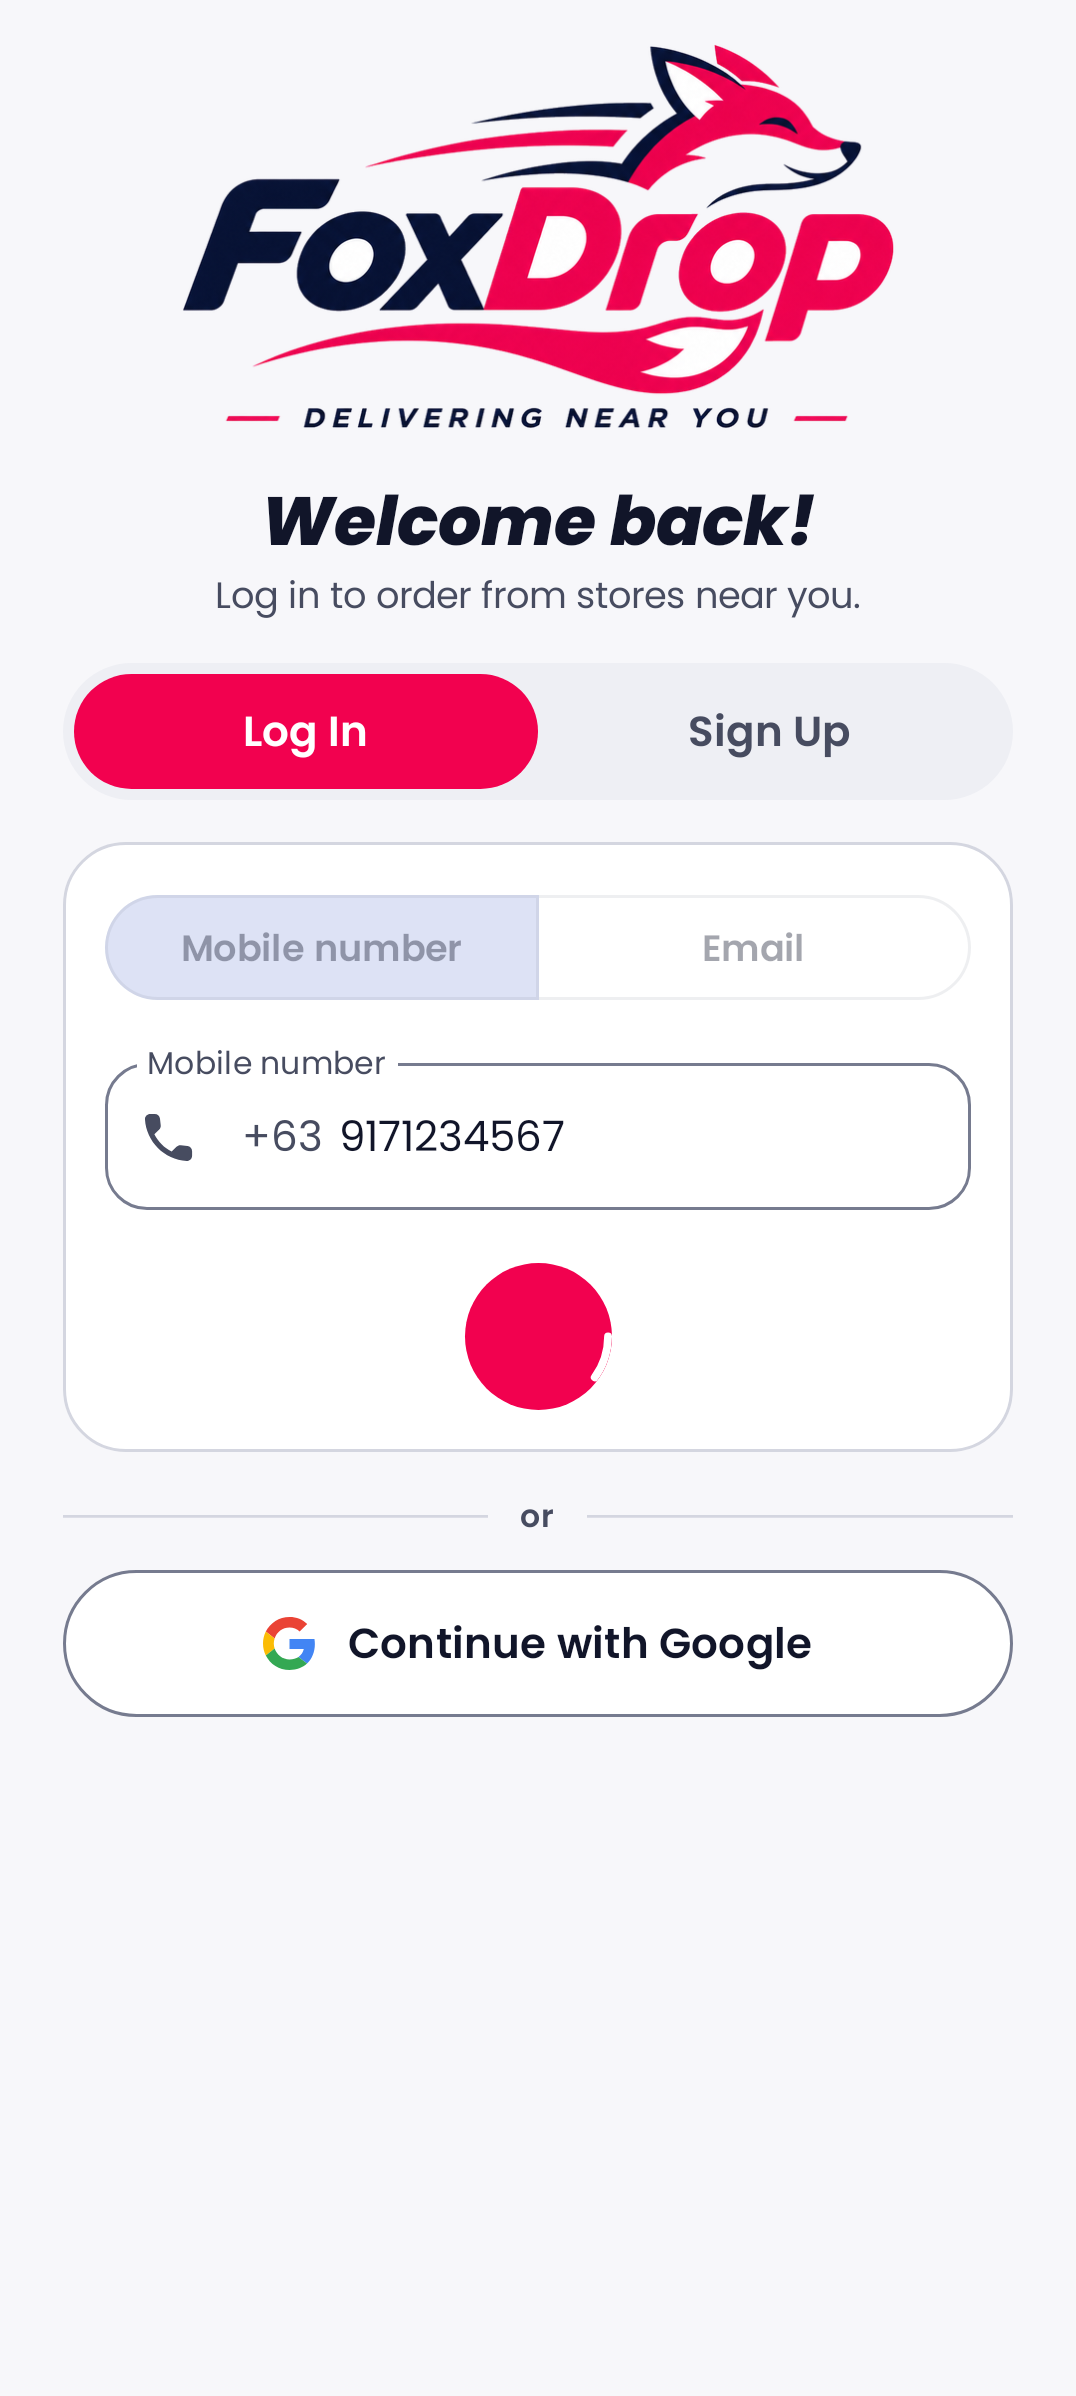 FoxDrop
DELIVERING NEAR YOU
Welcome back!
Log in to order from stores near you.
Log In
Sign Up
Mobile number
Email
Mobile number
+63 9171234567
or
Continue with Google